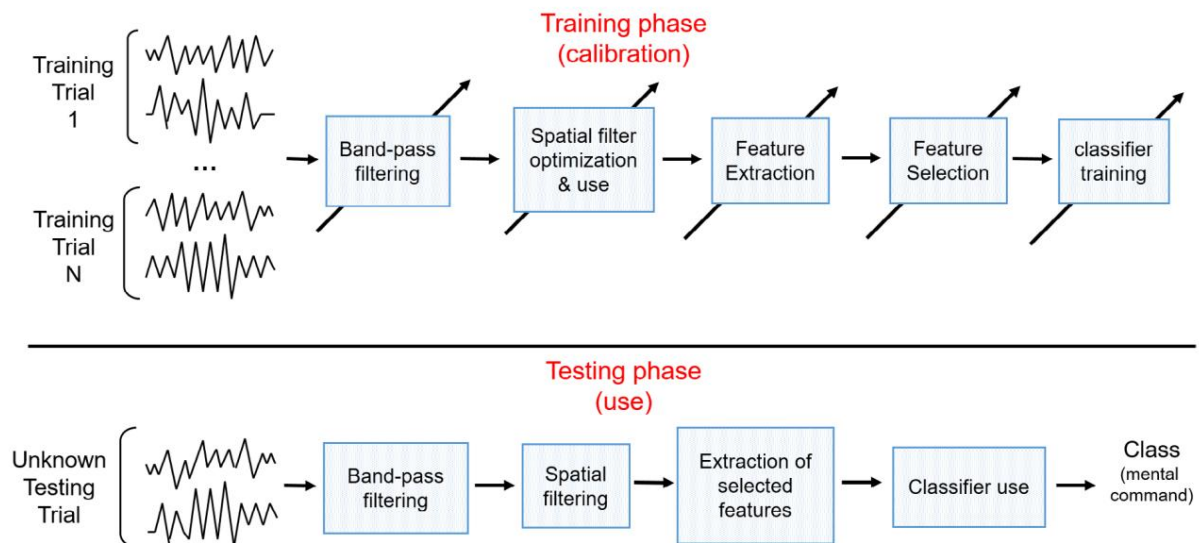 Training phase
(calibration)
Training
Trial
1
...
Training
Trial
N
Band-pass
filtering
Spatial filter
optimization
& use
Feature
Extraction
Feature
Selection
classifier
training
Testing phase
(use)
Unknown
Testing
Trial
Band-pass
filtering
Spatial
filtering
Extraction of
selected
features
Classifier use
Class
(mental
command)